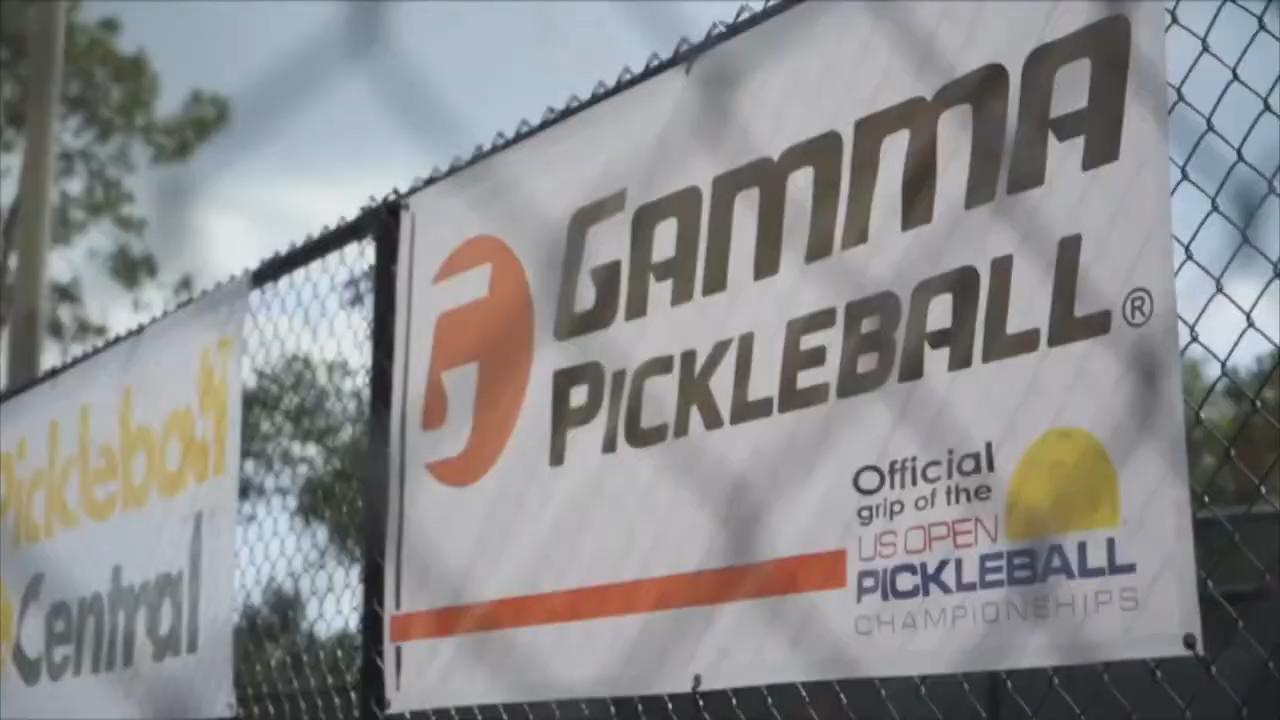 Pickleball
Central
GAMMA
PICKLEBALL®
Official
grip of the
US OPEN
PICKLEBALL
CHAMPIONSHIPS